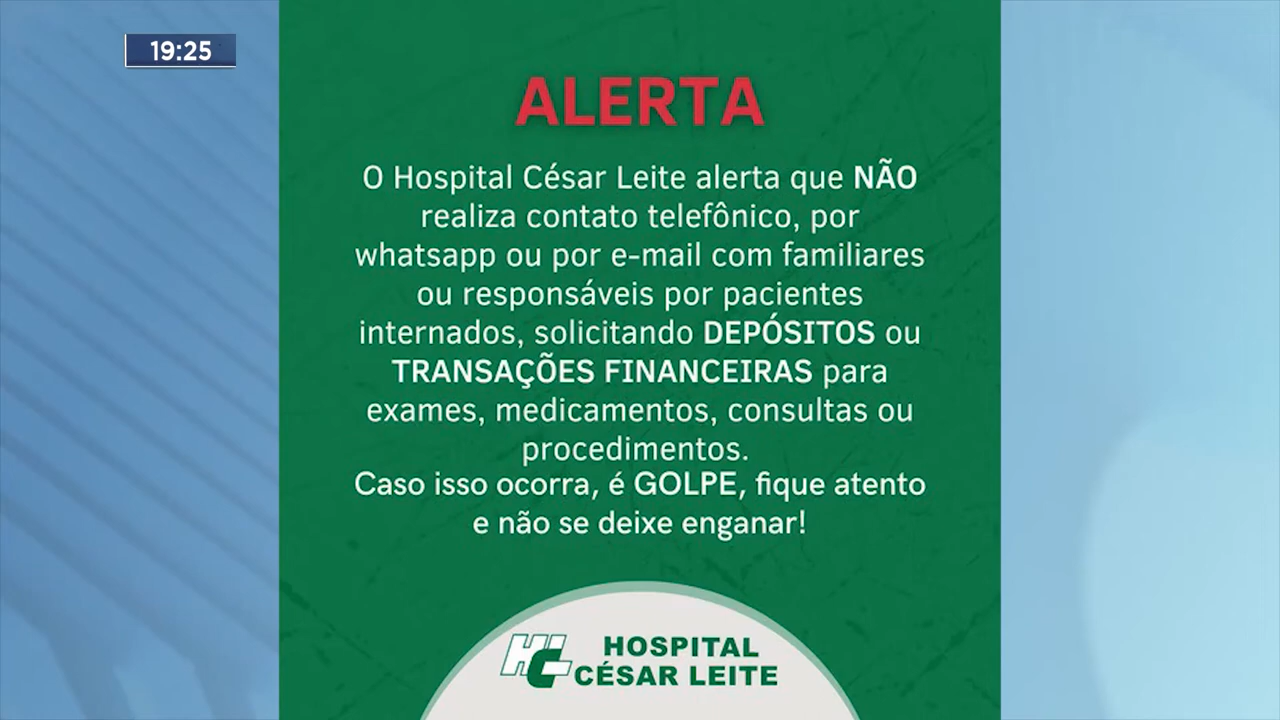 19:25
ALERTA
O Hospital César Leite alerta que NÃO
realiza contato telefônico, por
whatsapp ou por e-mail com familiares
ou responsáveis por pacientes
internados, solicitando DEPÓSITOS ou
TRANSAÇÕES FINANCEIRAS para
exames, medicamentos, consultas ou
procedimentos.
Caso isso ocorra, é GOLPE, fique atento
e não se deixe enganar!
HCL
HOSPITAL
CÉSAR LEITE